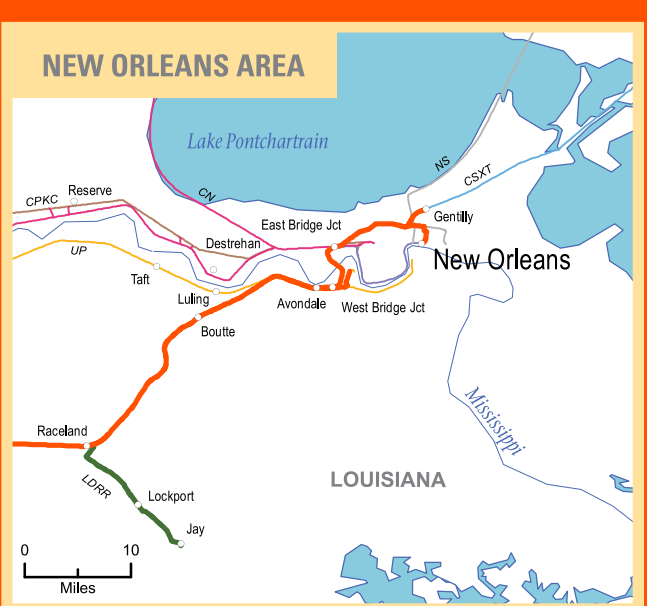 NEW ORLEANS AREA
Lake Pontchartrain
NS
CSXT
CN
CPKC
Reserve
Gentilly
East Bridge Jct
Destrehan
UP
New Orleans
Taft
Luling
Avondale
West Bridge Jct
Boutte
Mississippi
Raceland
LOUISIANA
LDRR
Lockport
Jay
0 10
Miles